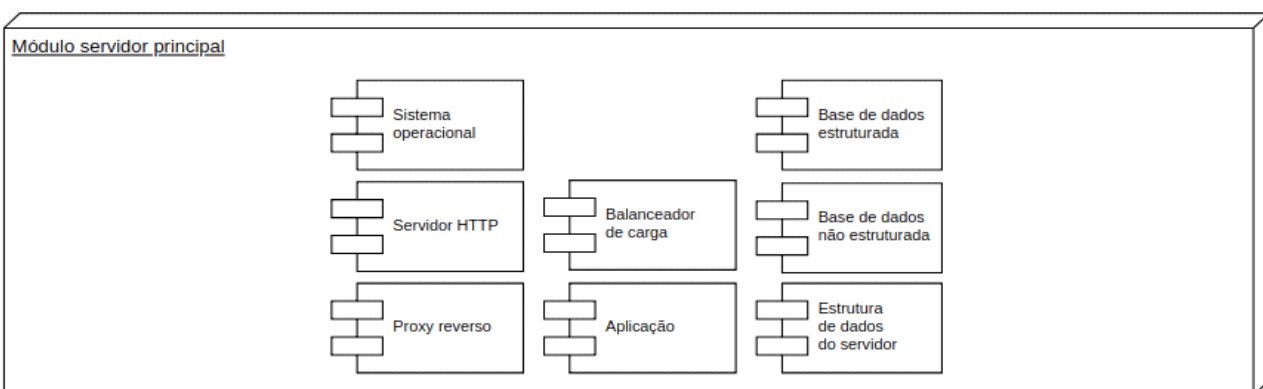 Módulo servidor principal
Sistema
operacional
Base de dados
estruturada
Servidor HTTP
Balanceador
de carga
Base de dados
não estruturada
Proxy reverso
Aplicação
Estrutura
de dados
do servidor